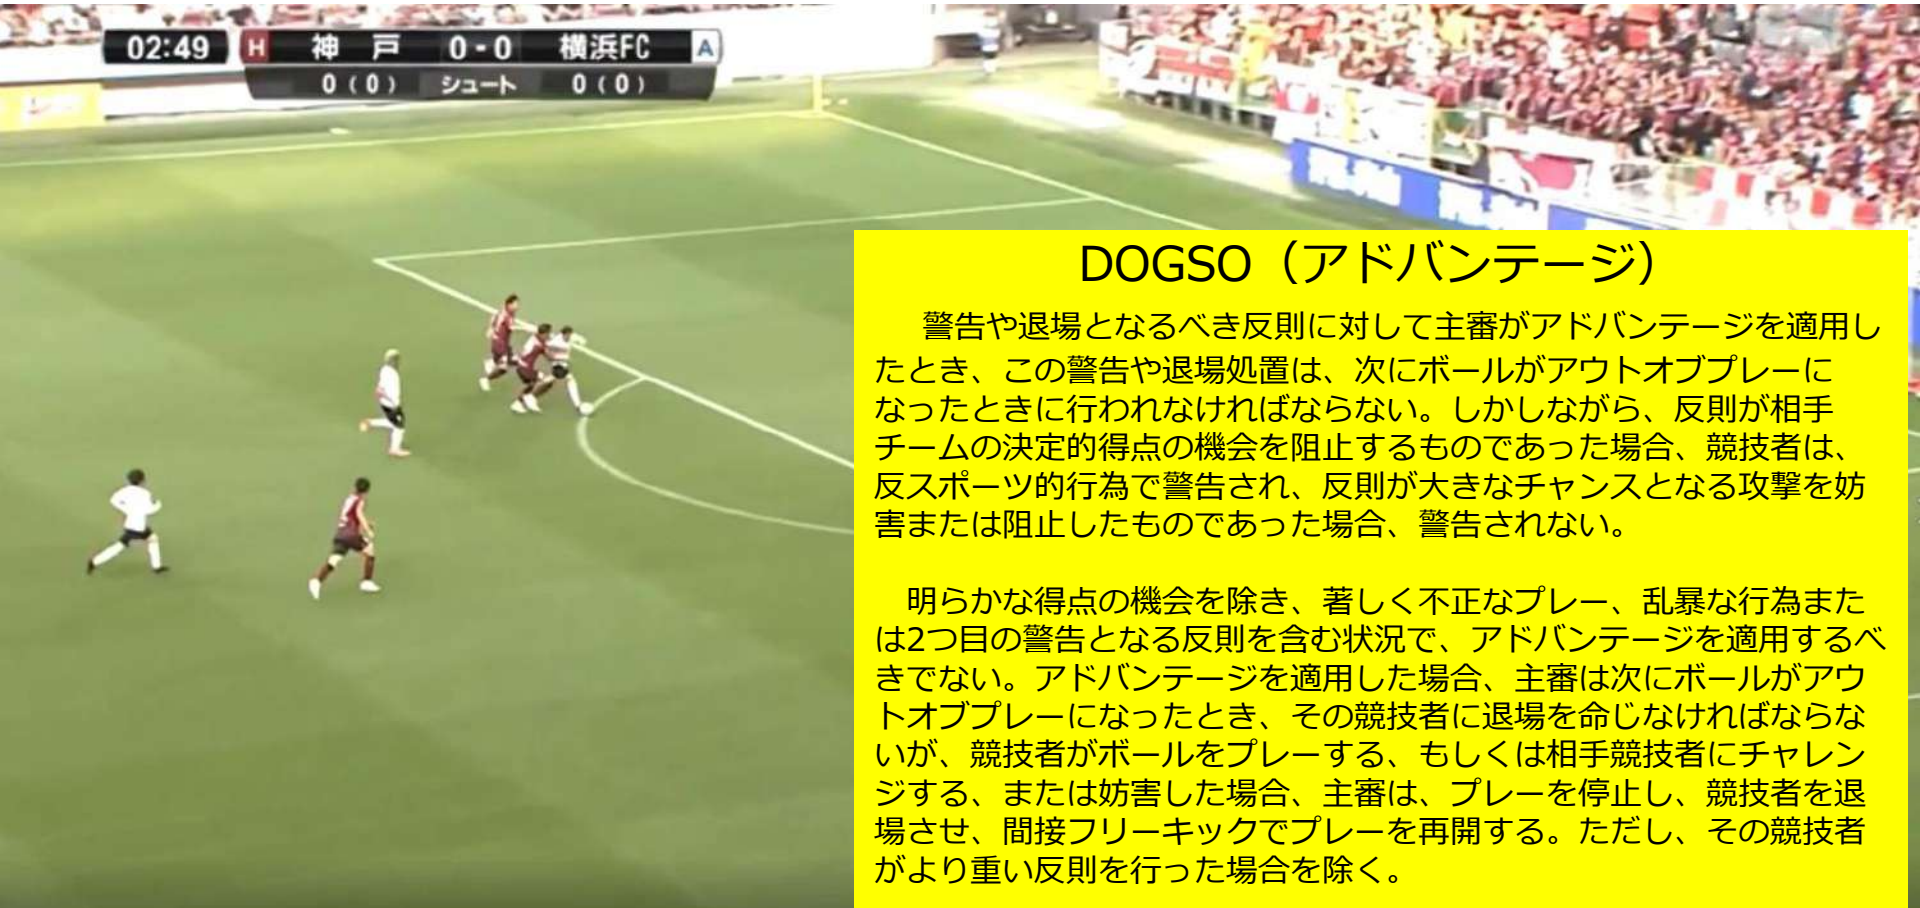 02:49 H 神戸 0-0 横浜FC A
0(0) シュート 0(0)
DOGSO（アドバンテージ）
警告や退場となるべき反則に対して主審がアドバンテージを適用し
たとき、この警告や退場処置は、次にボールがアウトオブプレーに
なったときに行われなければならない。しかしながら、反則が相手
チームの決定的得点の機会を阻止するものであった場合、競技者は、
反スポーツ的行為で警告され、反則が大きなチャンスとなる攻撃を妨
害または阻止したものであった場合、警告されない。
明らかな得点の機会を除き、著しく不正なプレー、乱暴な行為また
は2つ目の警告となる反則を含む状況で、アドバンテージを適用するべ
きでない。アドバンテージを適用した場合、主審は次にボールがアウ
トオブプレーになったとき、その競技者に退場を命じなければならな
いが、競技者がボールをプレーする、もしくは相手競技者にチャレン
ジする、または妨害した場合、主審は、プレーを停止し、競技者を退
場させ、間接フリーキックでプレーを再開する。ただし、その競技者
がより重い反則を行った場合を除く。